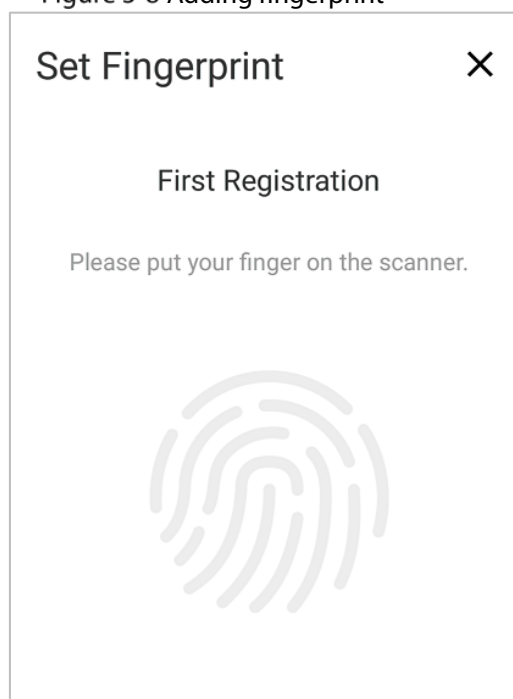 Adding fingerprint
Set Fingerprint
First Registration
Please put your finger on the scanner.